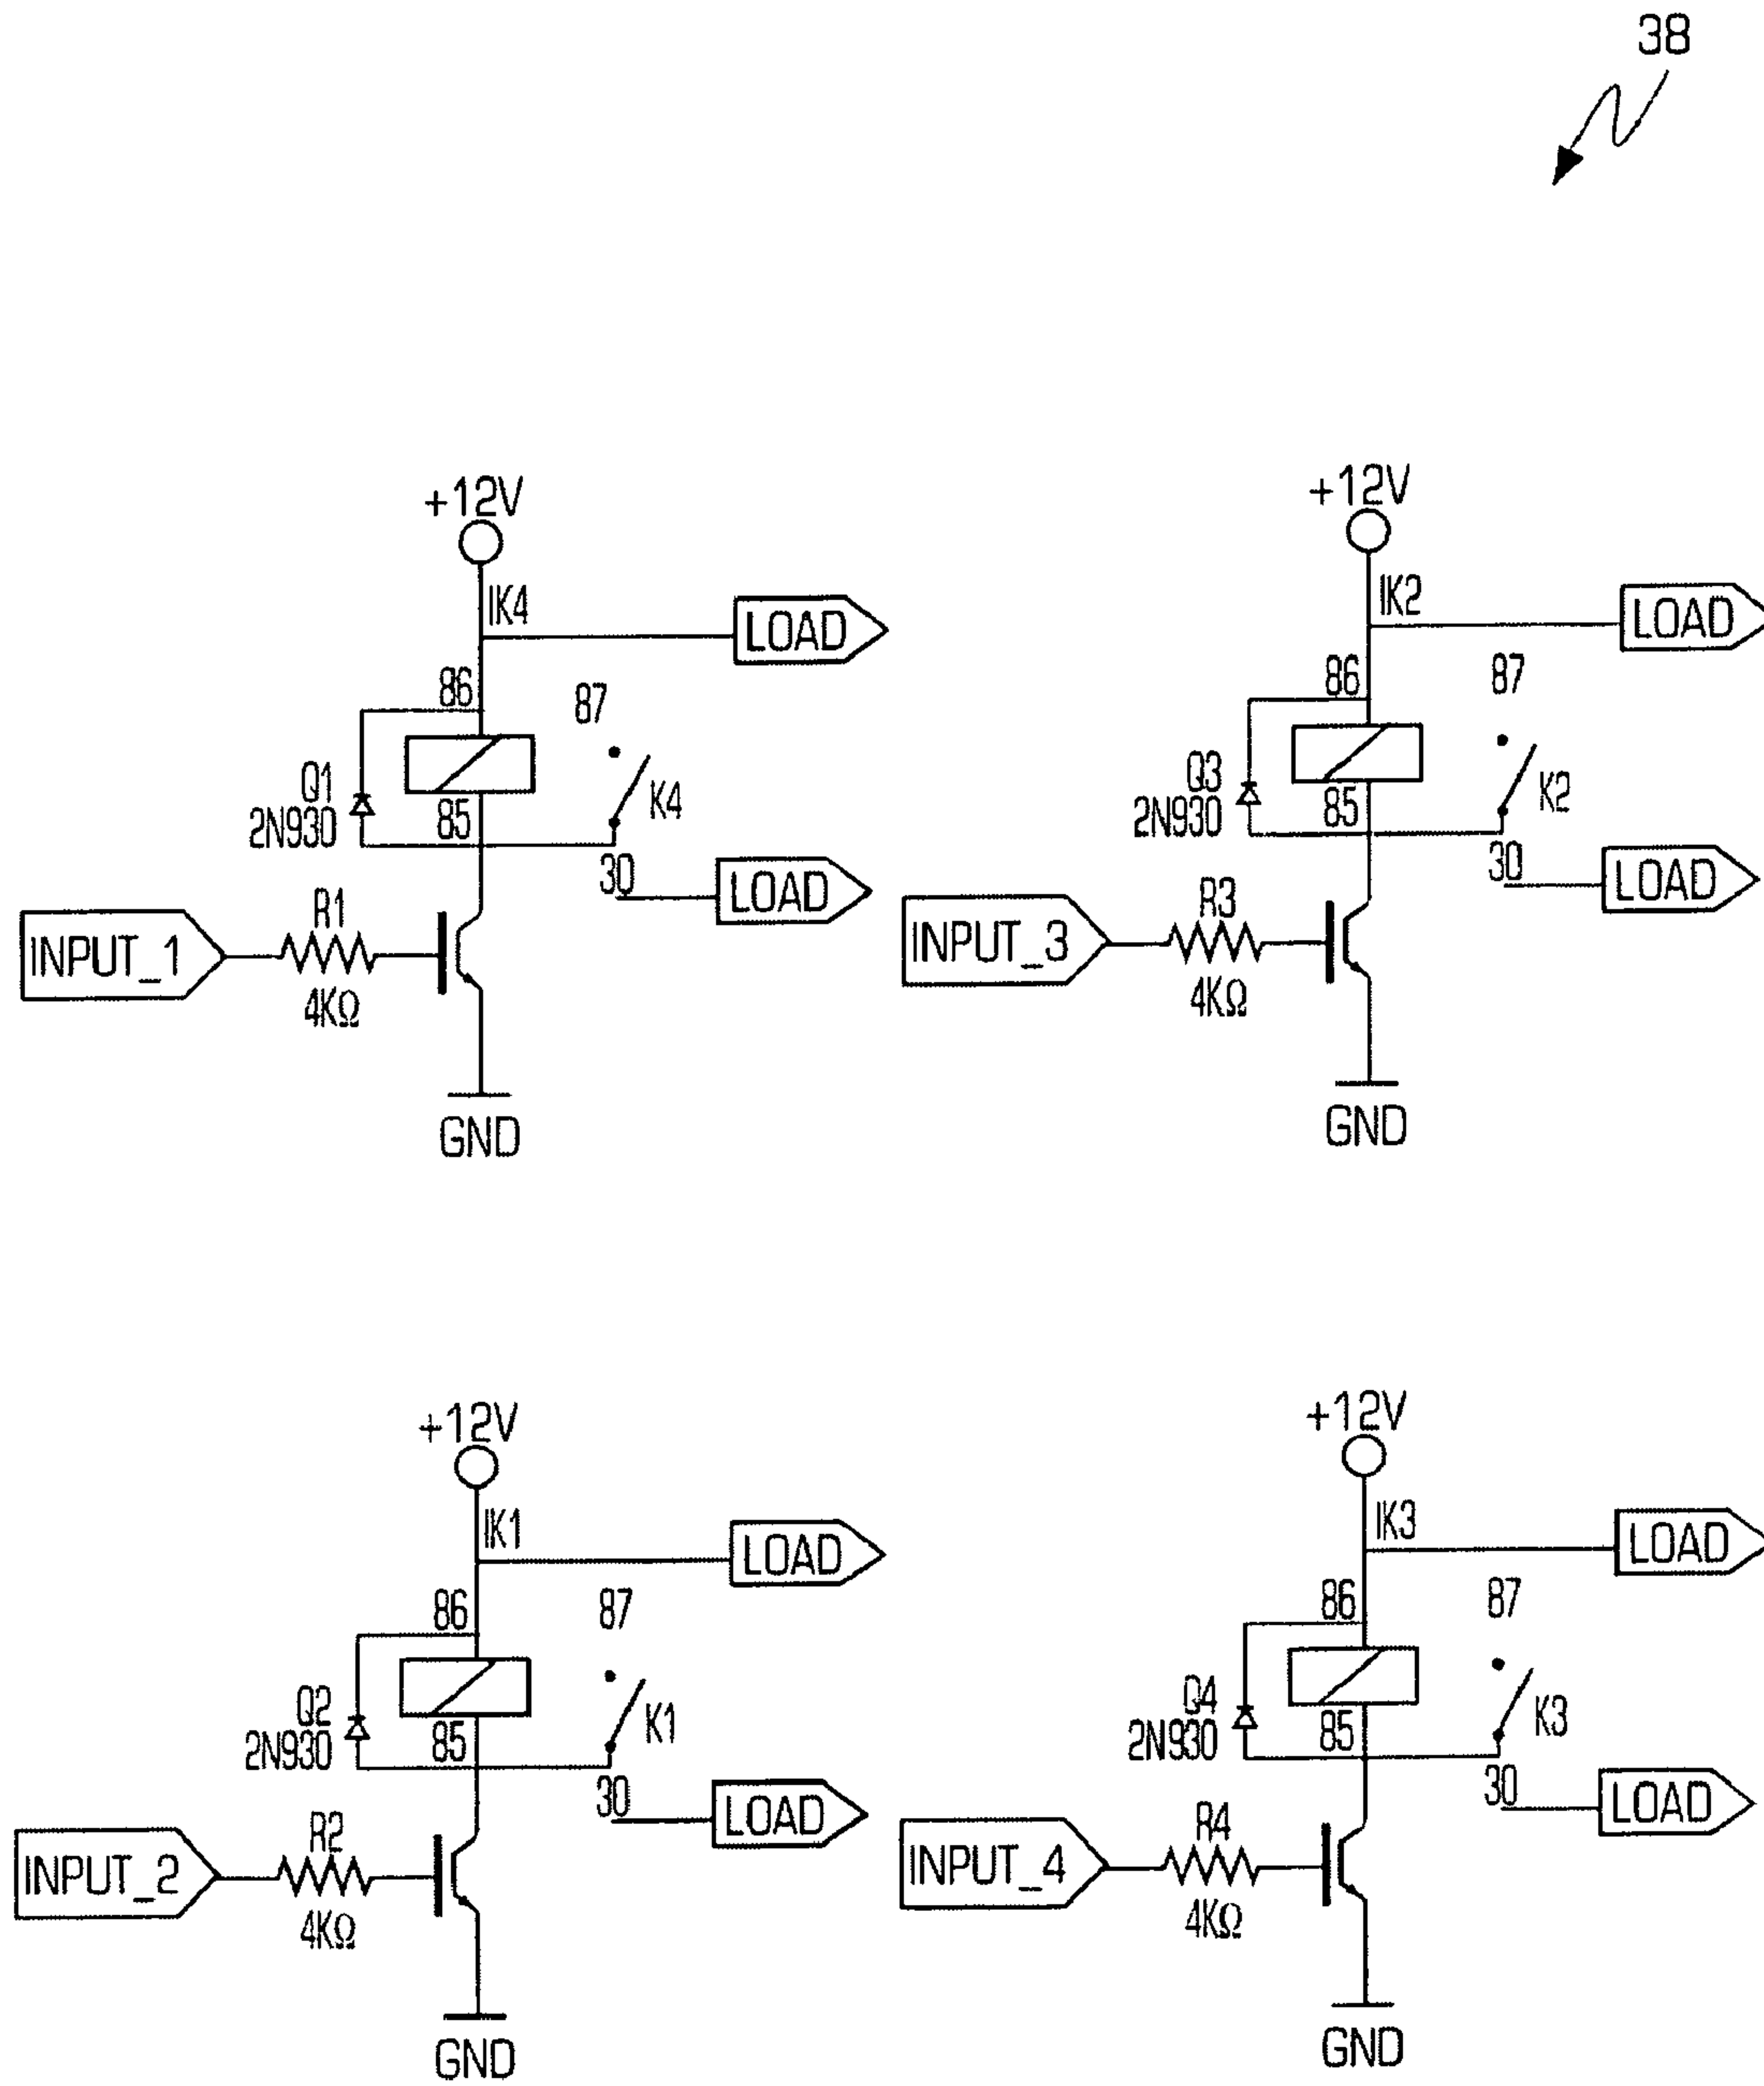 38
+12V
IK4
LOAD
86
87
Q1
2N930
85
K4
30
LOAD
INPUT_1
R1
4KΩ
GND
+12V
IK2
LOAD
86
87
Q3
2N930
85
K2
30
LOAD
INPUT_3
R3
4KΩ
GND
+12V
IK1
LOAD
86
87
Q2
2N930
85
K1
30
LOAD
INPUT_2
R2
4KΩ
GND
+12V
IK3
LOAD
86
87
Q4
2N930
85
K3
30
LOAD
INPUT_4
R4
4KΩ
GND